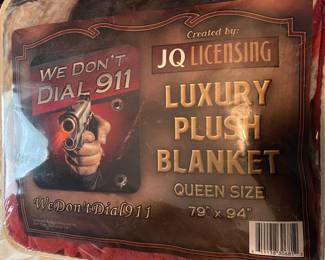 Created by:
JQ LICENSING
WE DON'T
DIAL 911
LUXURY
PLUSH
BLANKET
QUEEN SIZE
79" x 94"
WeDon'tDial911